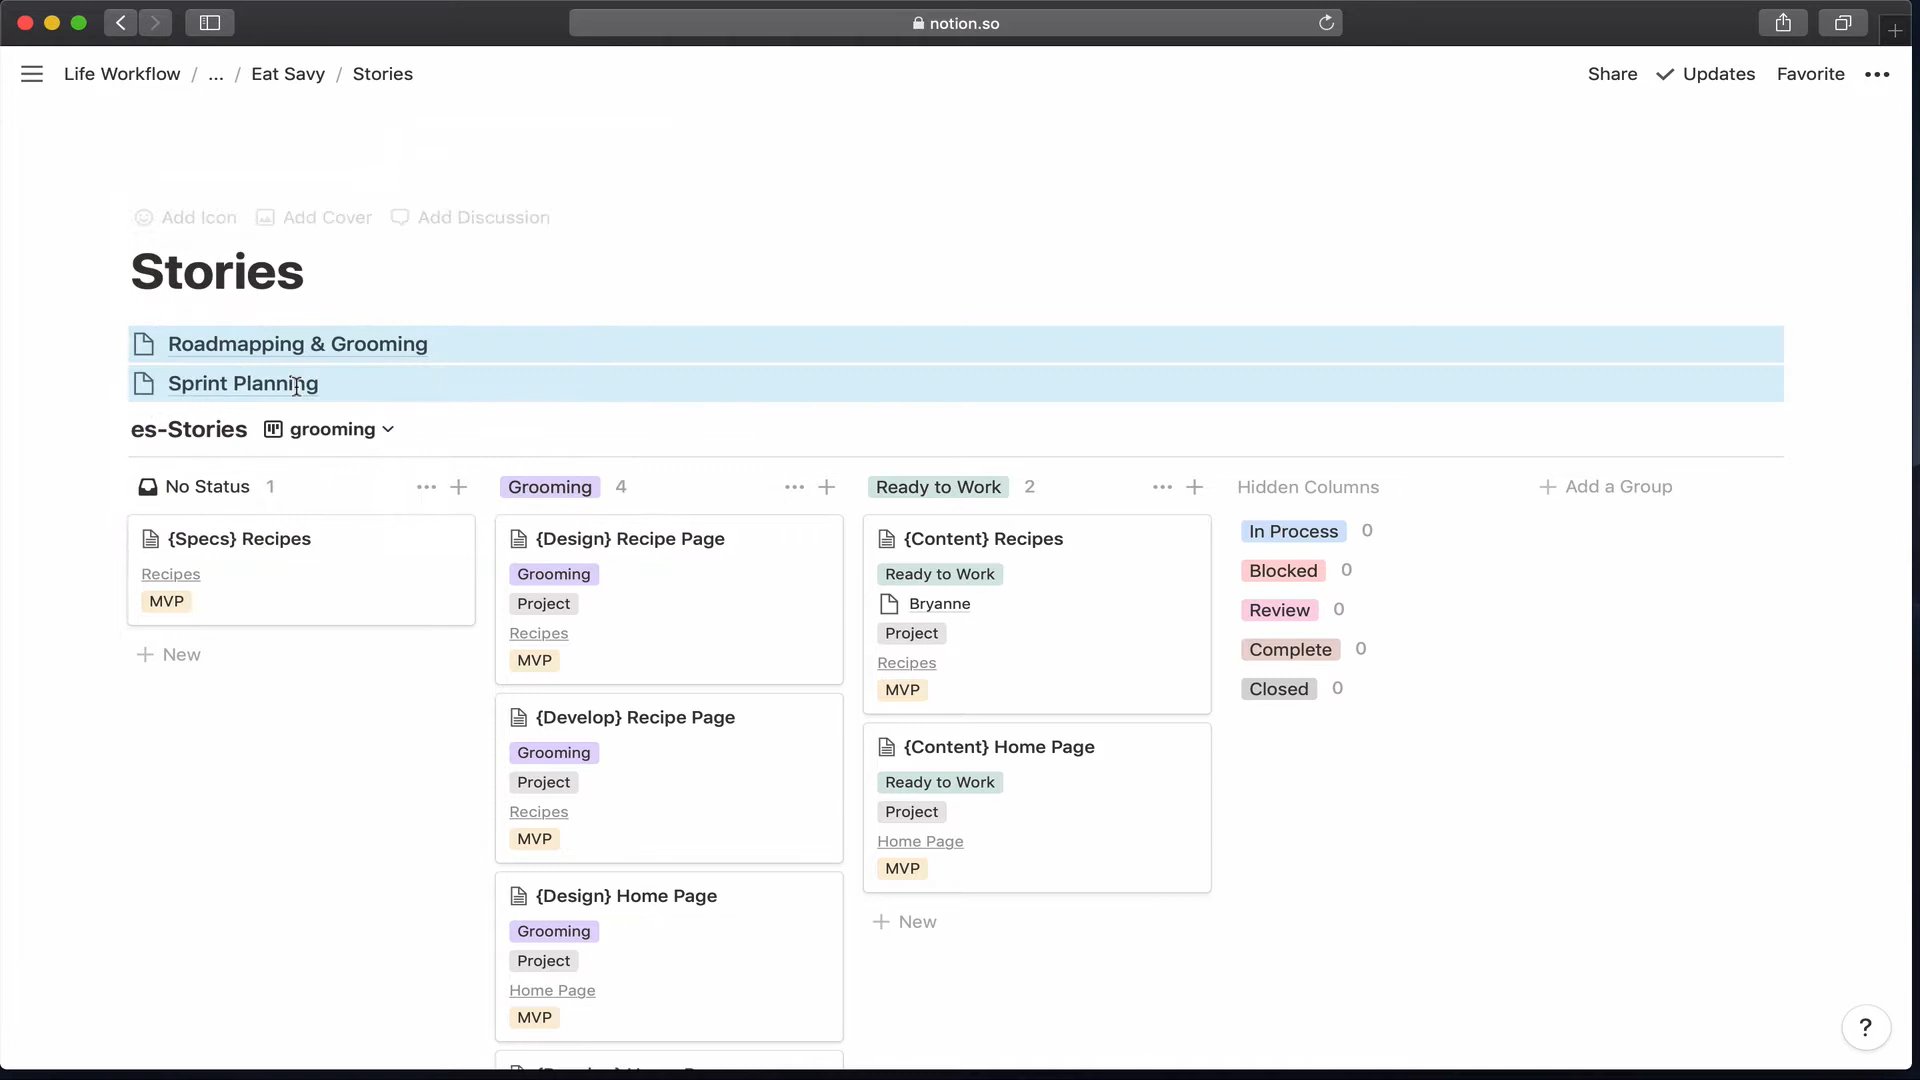 notion.so
Life Workflow / ... / Eat Savy / Stories
Share Updates Favorite
Add Icon Add Cover Add Discussion
Stories
Roadmapping & Grooming
Sprint Planning
es-Stories grooming
No Status 1
{Specs} Recipes
Recipes
MVP
+ New
Grooming 4
{Design} Recipe Page
Grooming
Project
Recipes
MVP
{Develop} Recipe Page
Grooming
Project
Recipes
MVP
{Design} Home Page
Grooming
Project
Home Page
MVP
Ready to Work 2
{Content} Recipes
Ready to Work
Bryanne
Project
Recipes
MVP
{Content} Home Page
Ready to Work
Project
Home Page
MVP
+ New
Hidden Columns
In Process 0
Blocked 0
Review 0
Complete 0
Closed 0
+ Add a Group
?